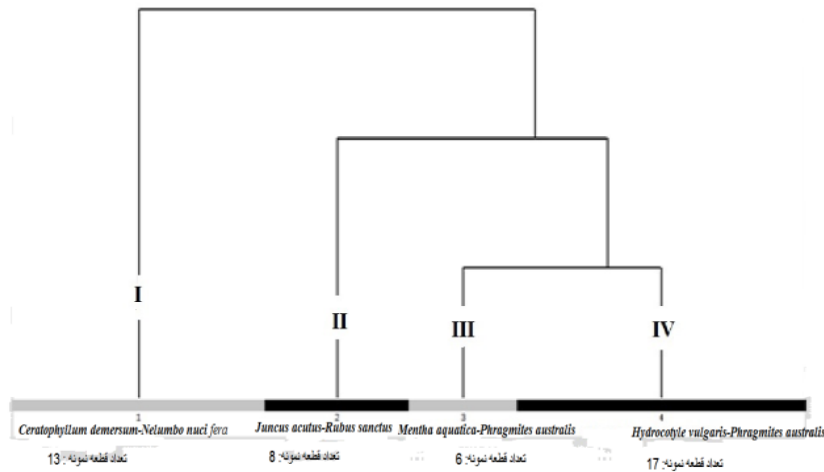 I
II
III
IV
1 2 3 4
Ceratophyllum demersum-Nelumbo nuci fera Juncus acutus-Rubus sanctus Mentha aquatica-Phragmites australis Hydrocotyle vulgaris-Phragmites australis
تعداد قطعه نمونه: 13 تعداد قطعه نمونه: 8 تعداد قطعه نمونه: 6 تعداد قطعه نمونه: 17